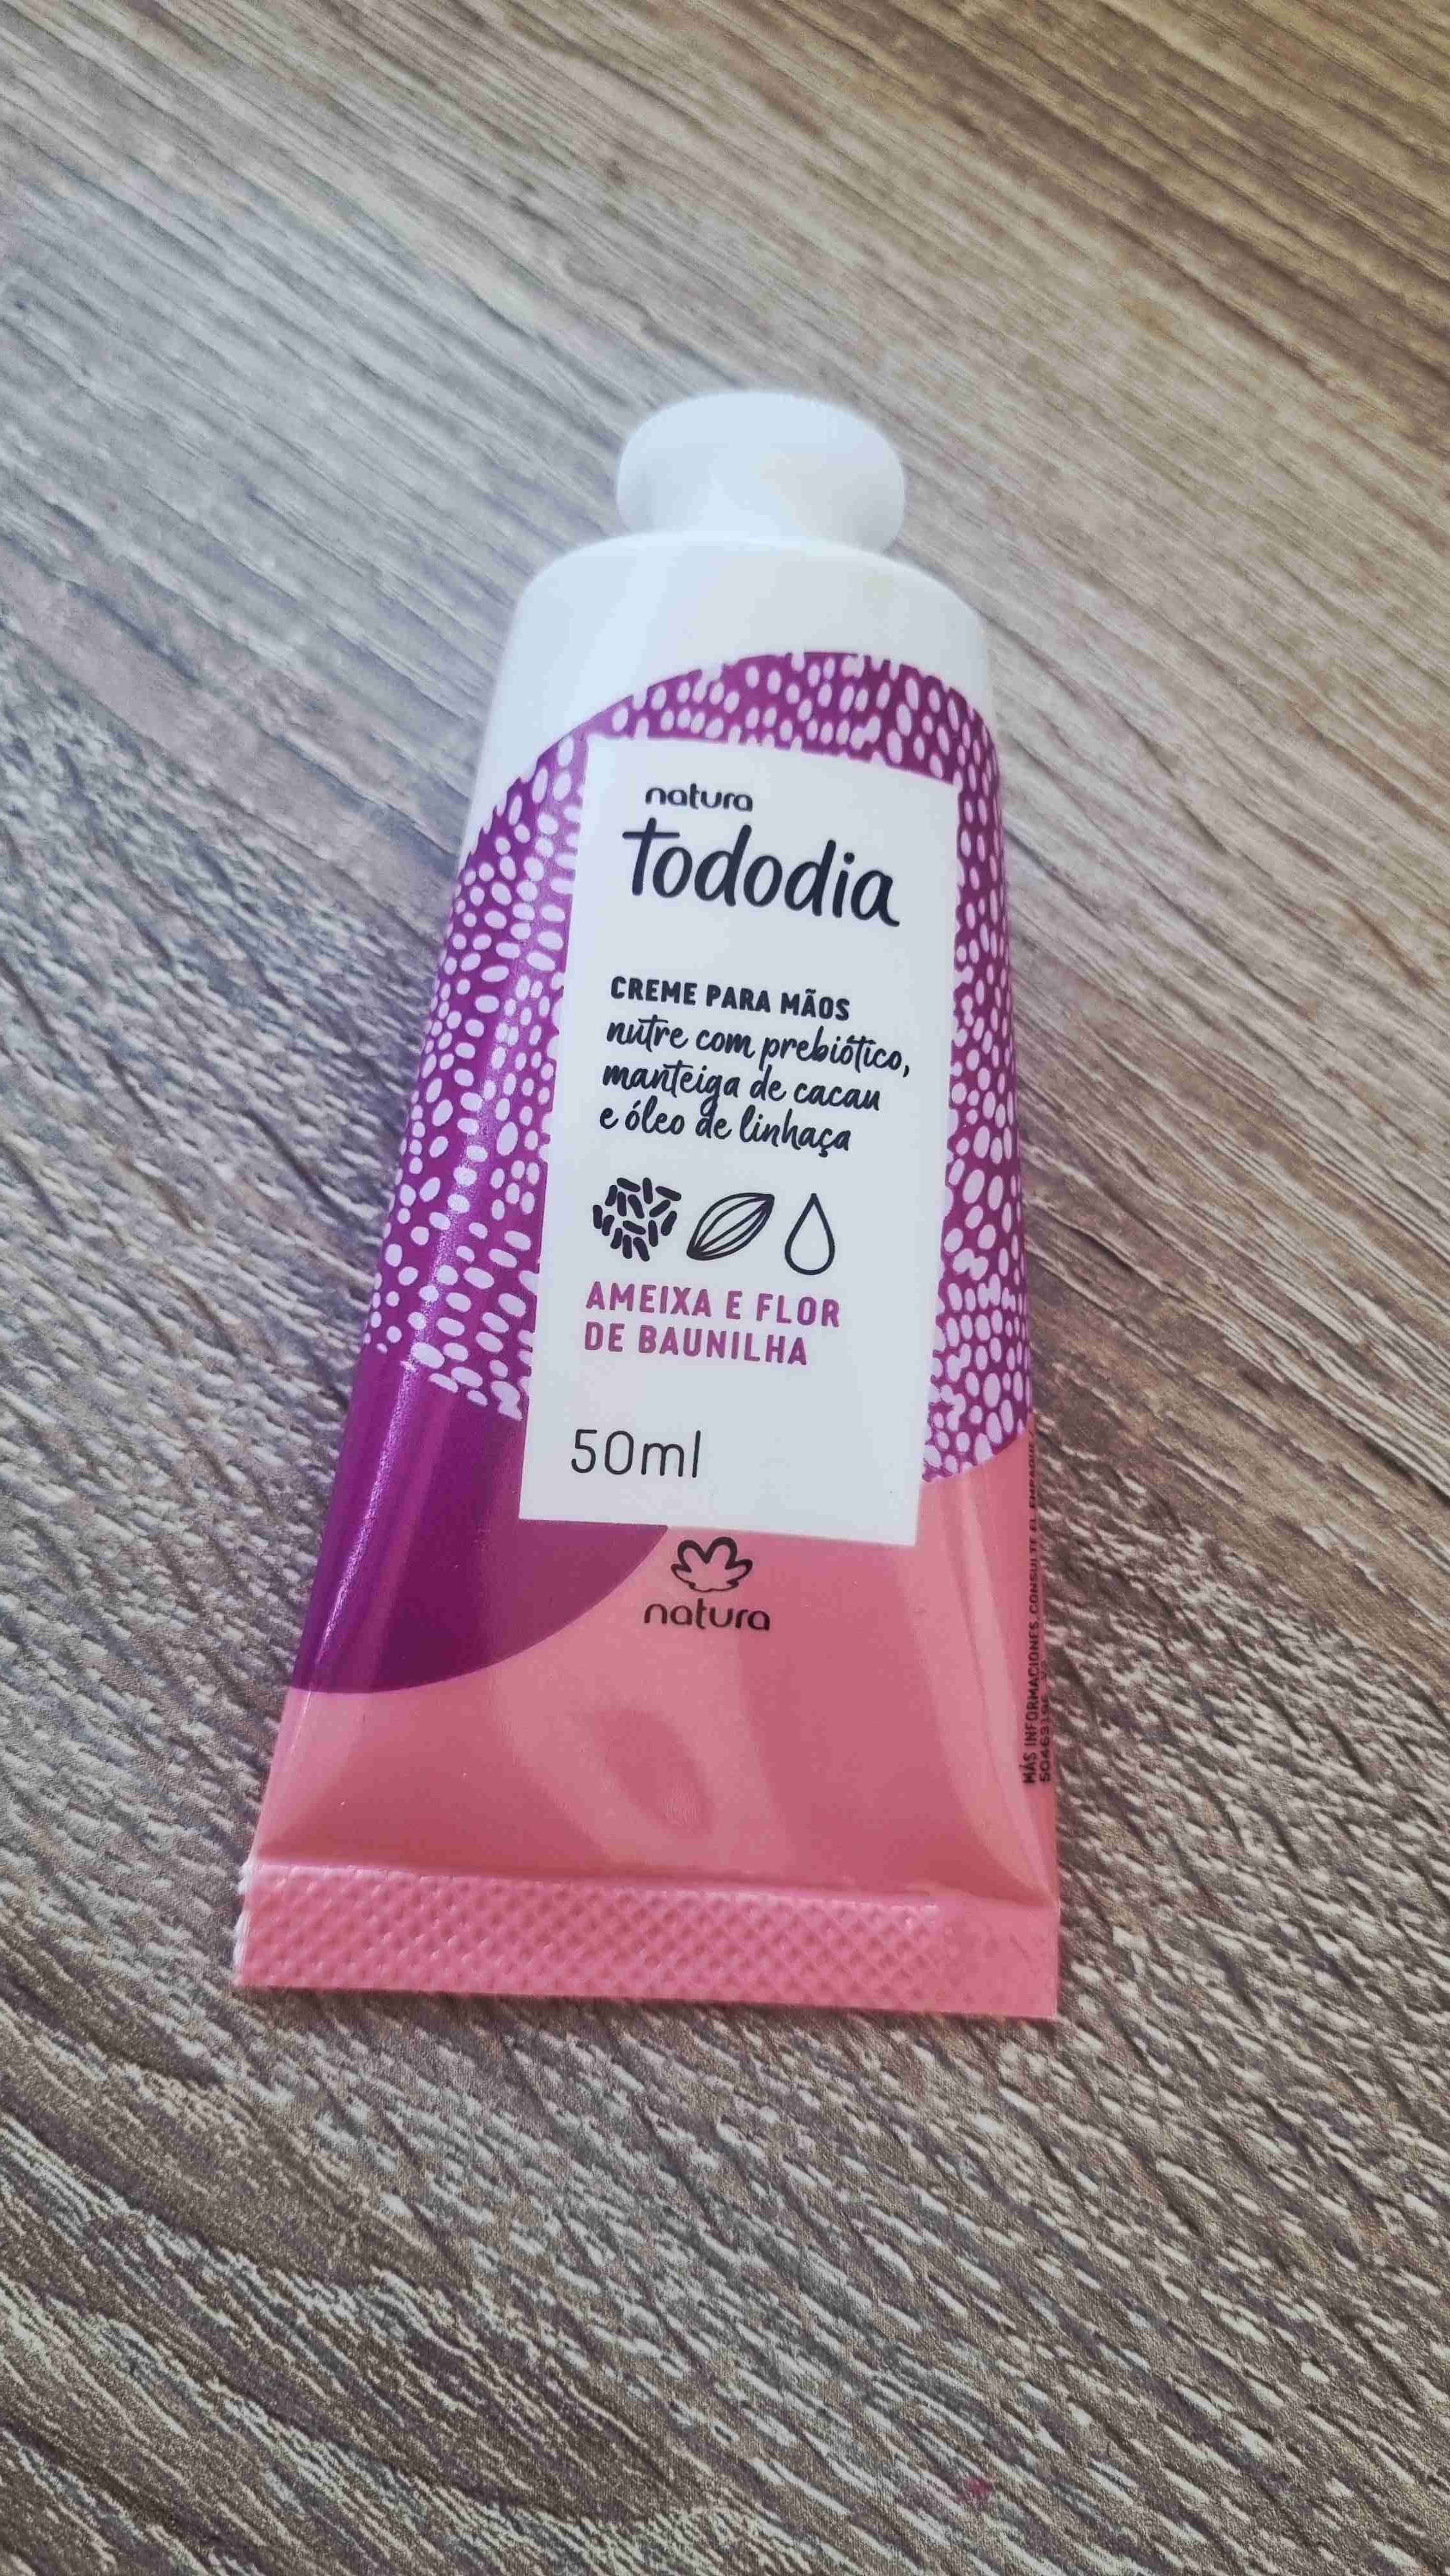 natura
Tododia
CREME PARA MÃOS
nutre com prebiótico,
manteiga de cacau
e óleo de linhaça
AMEIXA E FLOR
DE BAUNILHA
50ml
natura
MÁS INFORMACIONES CONSULTE EL